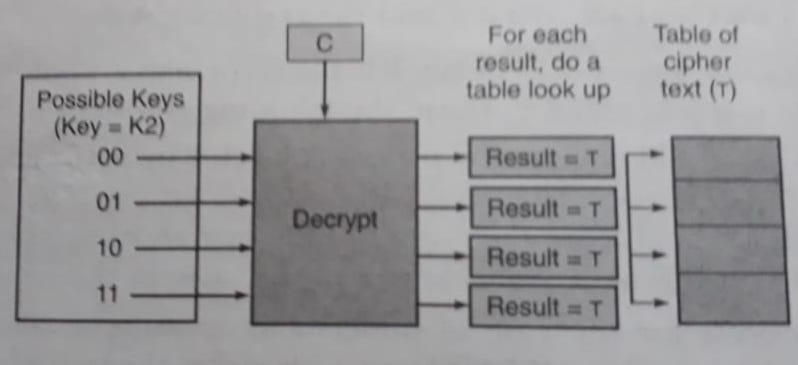 C
For each
result, do a
table look up
Table of
cipher
text (T)
Possible Keys
(Key = K2)
00
01
10
11
Decrypt
Result = T
Result = T
Result = T
Result = T